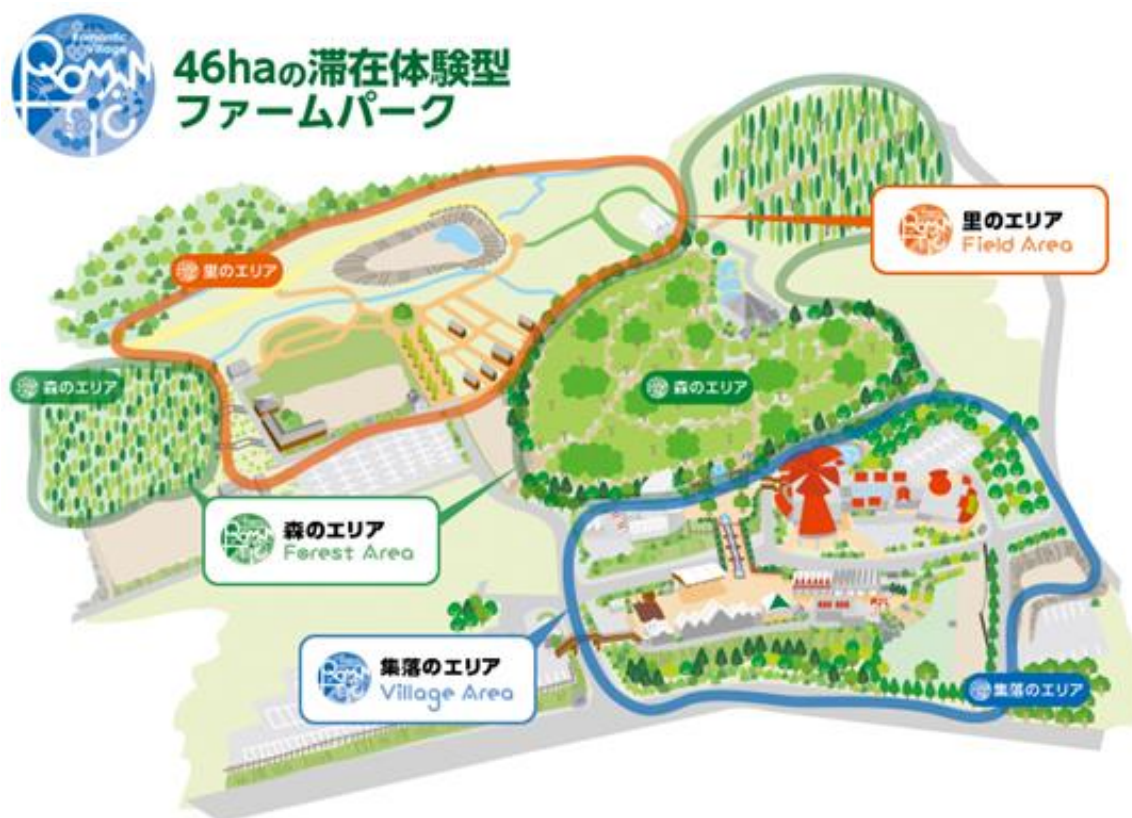 Romantic
Village
ROMAN
TIC
46haの滞在体験型
ファームパーク
里のエリア
Field Area
里のエリア
森のエリア
森のエリア
森のエリア
Forest Area
集落のエリア
Village Area
集落のエリア